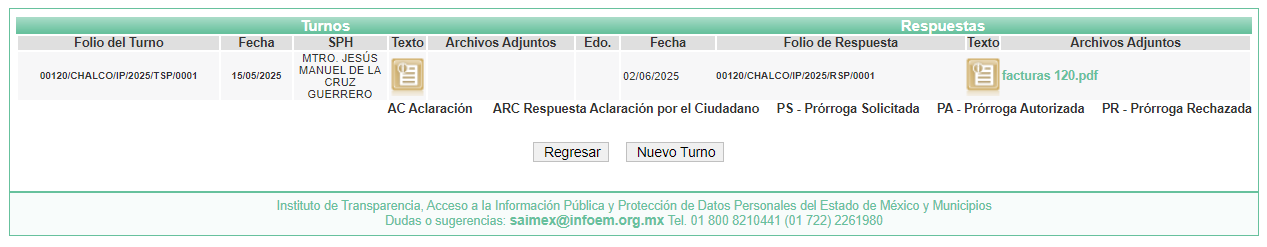 Turnos Respuestas
Folio del Turno Fecha SPH Texto Archivos Adjuntos Edo. Fecha Folio de Respuesta Texto Archivos Adjuntos
00120/CHALCO/IP/2025/TSP/0001 15/05/2025 MTRO. JESÚS MANUEL DE LA CRUZ GUERRERO 02/06/2025 00120/CHALCO/IP/2025/RSP/0001 facturas 120.pdf
AC Aclaración ARC Respuesta Aclaración por el Ciudadano PS - Prórroga Solicitada PA - Prórroga Autorizada PR - Prórroga Rechazada
Regresar Nuevo Turno
Instituto de Transparencia, Acceso a la Información Pública y Protección de Datos Personales del Estado de México y Municipios
Dudas o sugerencias: saimex@infoem.org.mx Tel. 01 800 8210441 (01 722) 2261980